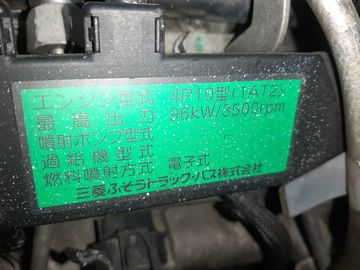 エンジン型式 4P10型(1AT2)
最高出力 96kW/3500rpm
噴射ポンプ型式
過給機型式
燃料噴射方式 電子式
三菱ふそうトラック・バス株式会社